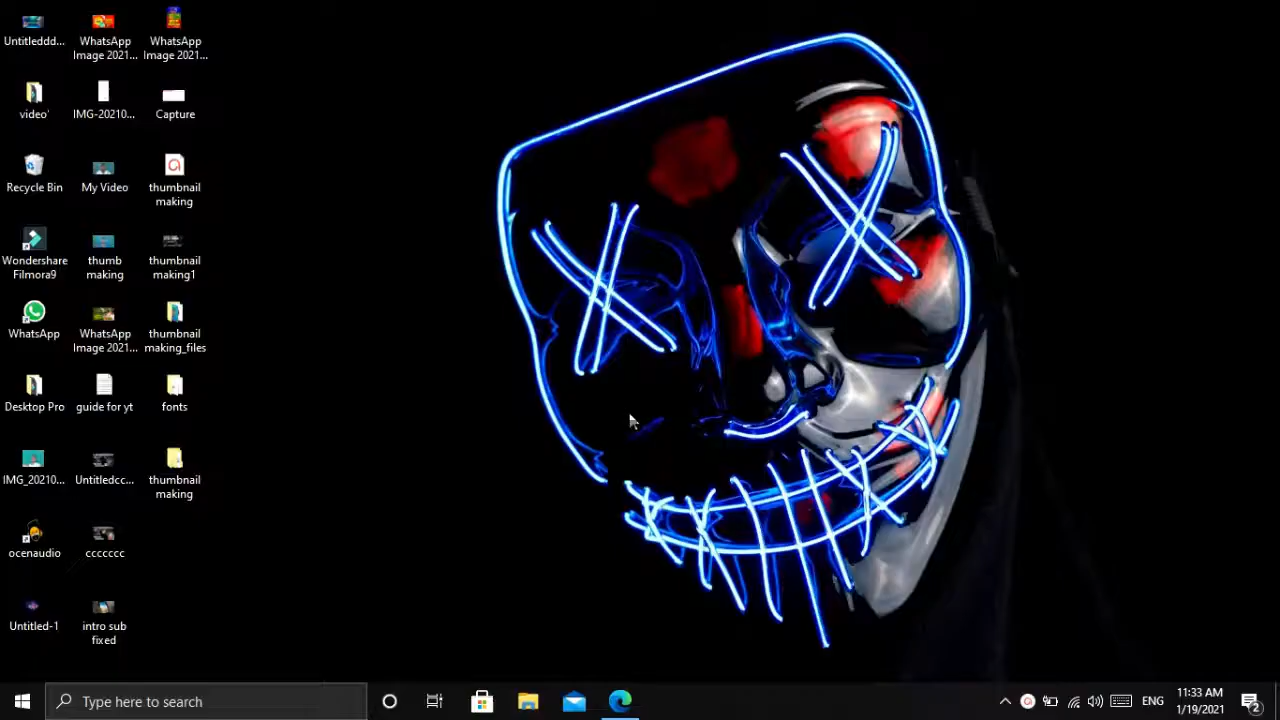 Untitleddd...
WhatsApp
Image 2021...
WhatsApp
Image 2021...
video'
IMG-20210...
Capture
Recycle Bin
My Video
thumbnail
making
Wondershare
Filmora9
thumb
making
thumbnail
making1
WhatsApp
WhatsApp
Image 2021...
thumbnail
making_files
Desktop Pro
guide for yt
fonts
IMG_20210...
Untitledcc...
thumbnail
making
ocenaudio
ccccccc
Untitled-1
intro sub
fixed
Type here to search
ENG
11:33 AM
1/19/2021
2